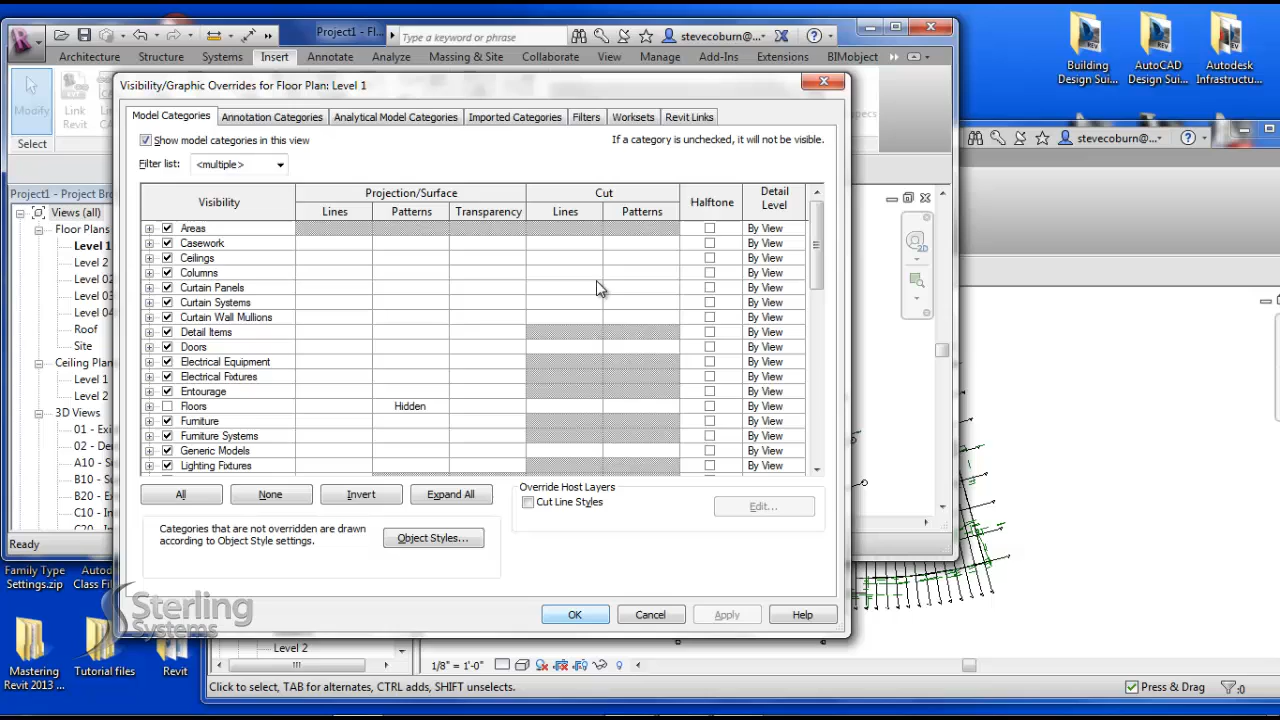 Project1 - Fl...
Type a keyword or phrase
stevecoburn@...
Architecture Structure Systems Insert Annotate Analyze Massing & Site Collaborate View Manage Add-Ins Extensions BIMobject
Building
Design Sui...
AutoCAD
Design Sui...
Autodesk
Infrastructu...
Modify
Link
Revit
Select
Visibility/Graphic Overrides for Floor Plan: Level 1
Model Categories Annotation Categories Analytical Model Categories Imported Categories Filters Worksets Revit Links
Show model categories in this view
If a category is unchecked, it will not be visible.
Filter list: <multiple>
stevecoburn@...
Project1 - Project Bro
Views (all)
Floor Plans
Level 1
Level 2
Level 02
Level 03
Level 04
Roof
Site
Ceiling Plan
Level 1
Level 2
3D Views
01 - Exi
02 - De
A10 - S
B10 - S
B20 - E
C10 - In
Visibility Projection/Surface Cut Halftone Detail Level
Lines Patterns Transparency Lines Patterns
Areas By View
Casework By View
Ceilings By View
Columns By View
Curtain Panels By View
Curtain Systems By View
Curtain Wall Mullions By View
Detail Items By View
Doors By View
Electrical Equipment By View
Electrical Fixtures By View
Entourage By View
Floors Hidden By View
Furniture By View
Furniture Systems By View
Generic Models By View
Lighting Fixtures By View
2D
All None Invert Expand All
Override Host Layers
Cut Line Styles
Edit...
Categories that are not overridden are drawn
according to Object Style settings.
Object Styles...
OK Cancel Apply Help
Ready
Family Type
Settings.zip
Autod
Class Fil
Sterling
Systems
Mastering
Revit 2013 ...
Tutorial files
Revit
Level 2
1/8" = 1'-0"
Click to select, TAB for alternates, CTRL adds, SHIFT unselects.
Press & Drag
:0